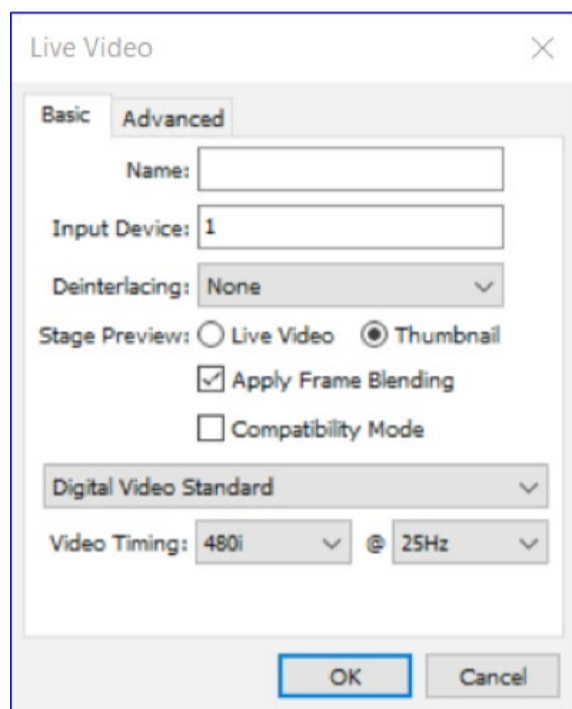 Live Video
Basic Advanced
Name:
Input Device: 1
Deinterlacing: None
Stage Preview: Live Video Thumbnail
Apply Frame Blending
Compatibility Mode
Digital Video Standard
Video Timing: 480i @ 25Hz
OK Cancel